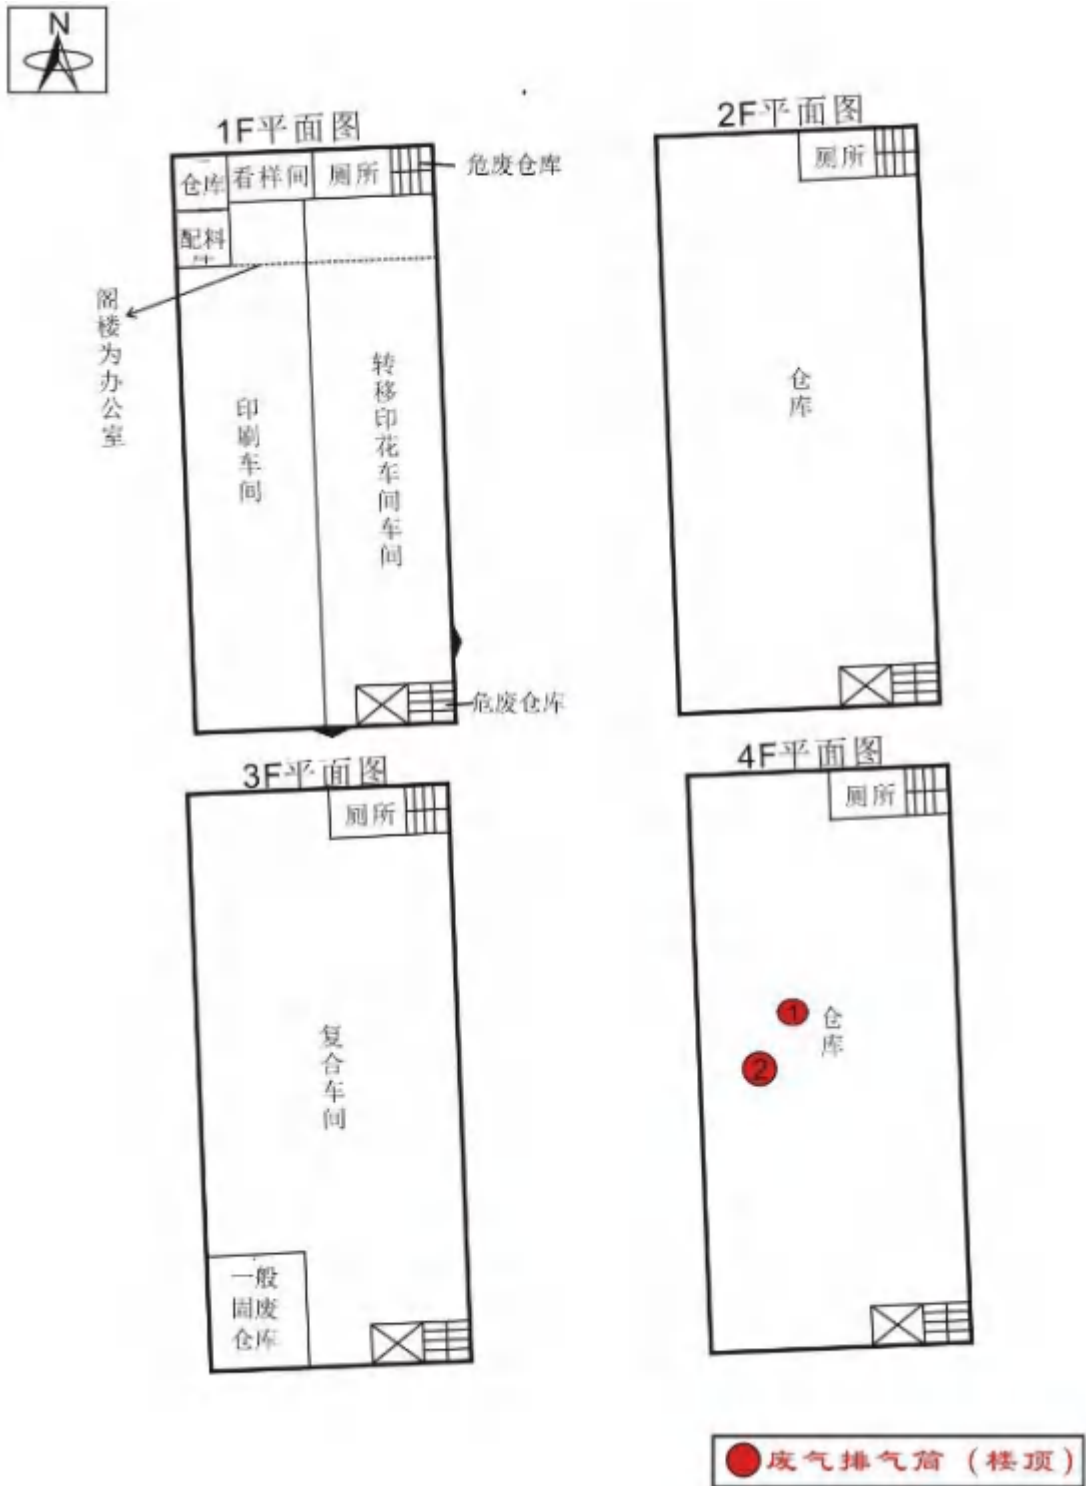 N
1F平面图
2F平面图
仓库
看样间
厕所
危废仓库
厕所
配料
阁楼为办公室
印刷车间
转移印花车间车间
仓库
危废仓库
3F平面图
4F平面图
厕所
厕所
复合车间
1
仓库
2
一般
固废
仓库
废气排气筒（楼顶）